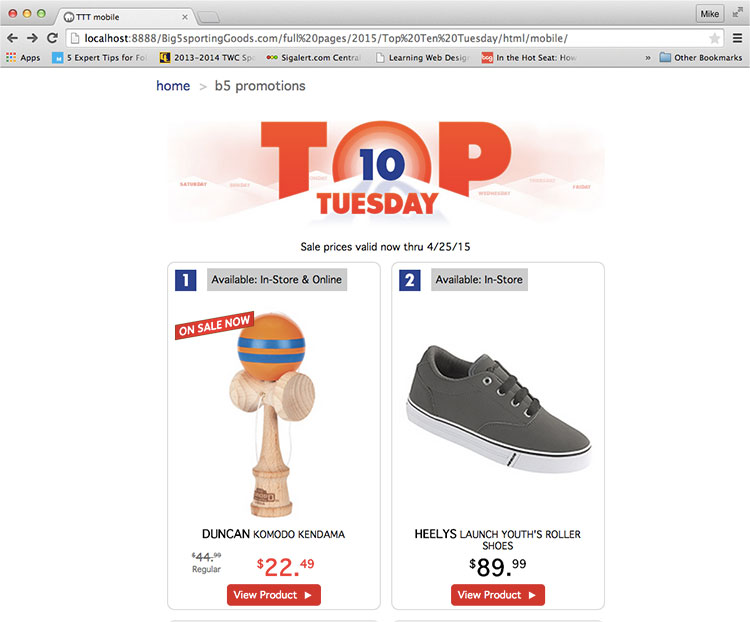 TTT mobile
Mike
localhost:8888/Big5sportingGoods.com/full%20pages/2015/Top%20Ten%20Tuesday/html/mobile/
Apps 5 Expert Tips for Fol 2013-2014 TWC Spo Sigalert.com Central Learning Web Design In the Hot Seat: How » Other Bookmarks
home > b5 promotions
TOP
10
TUESDAY
SATURDAY SUNDAY MONDAY WEDNESDAY THURSDAY FRIDAY
Sale prices valid now thru 4/25/15
1 Available: In-Store & Online
ON SALE NOW
DUNCAN KOMODO KENDAMA
$44.99
Regular
$22.49
View Product ►
2 Available: In-Store
HEELYS LAUNCH YOUTH'S ROLLER
SHOES
$89.99
View Product ►